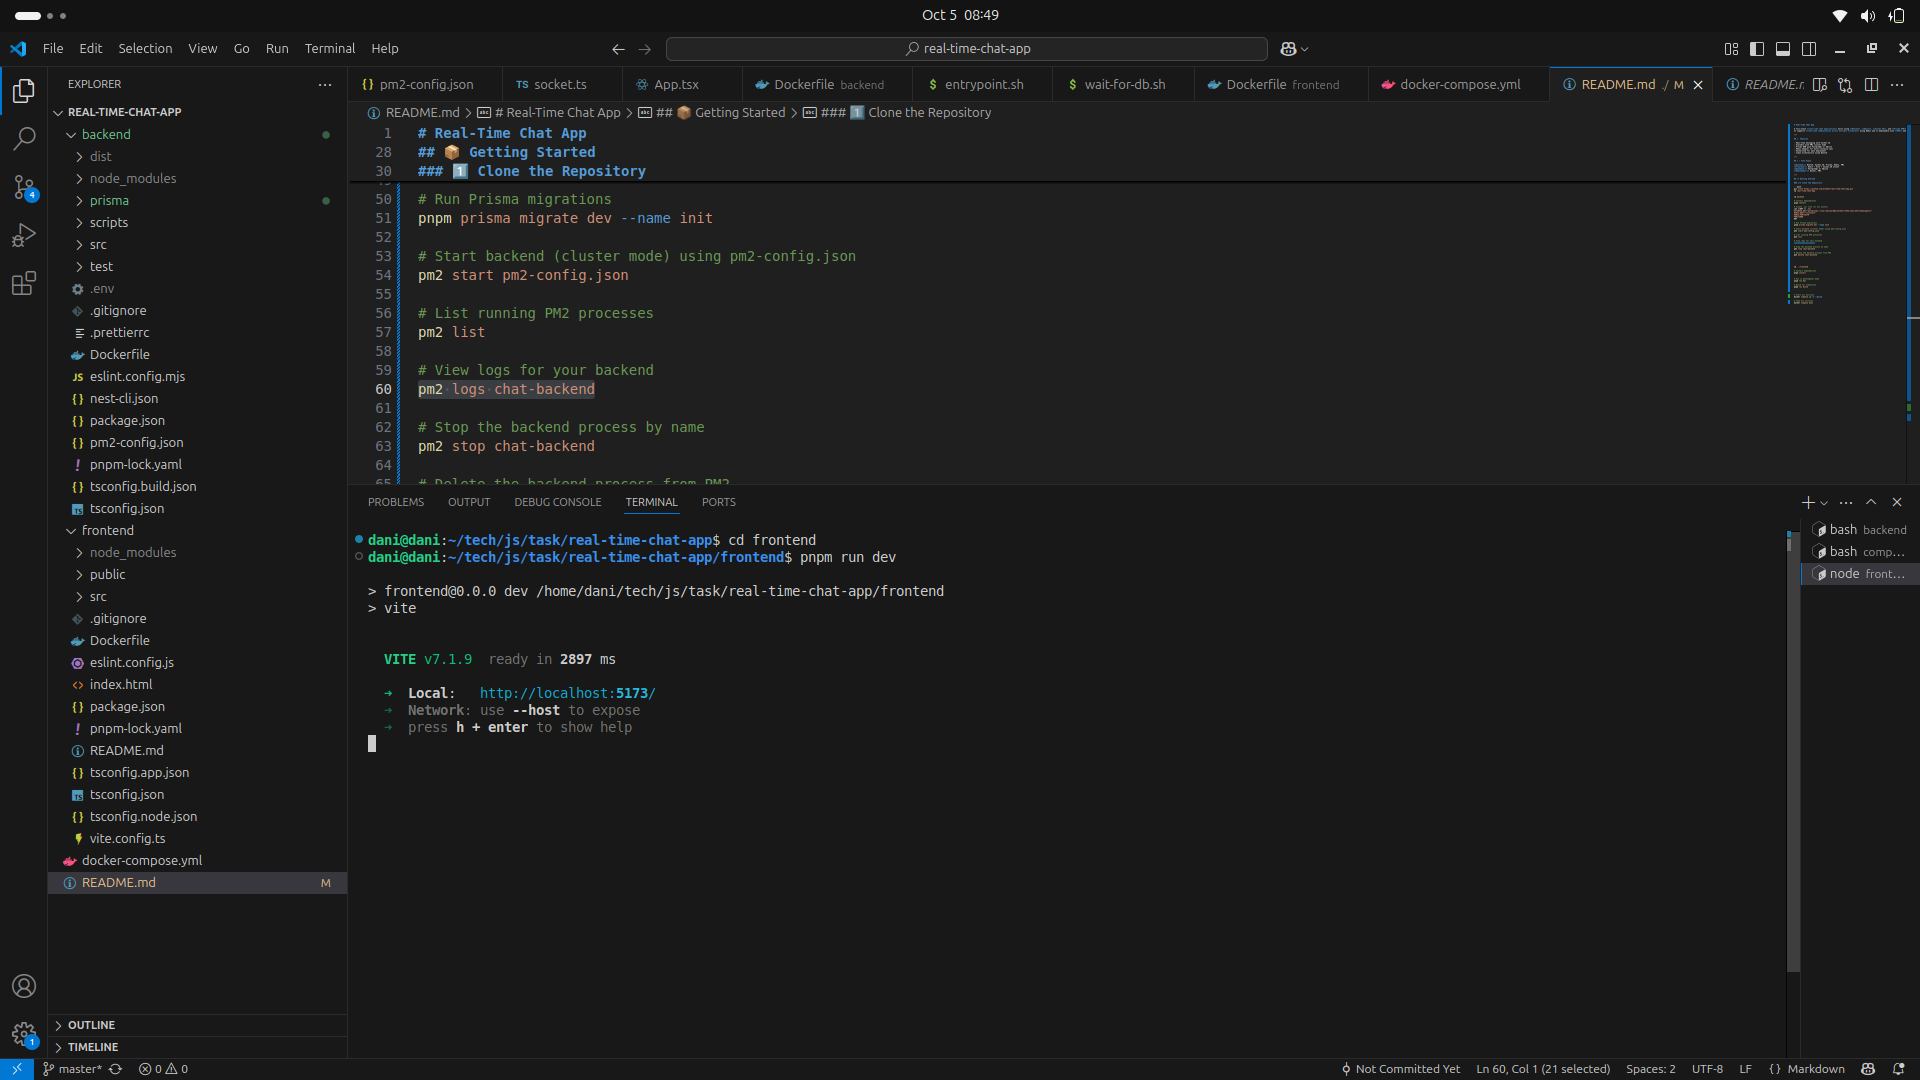 Oct 5 08:49
File Edit Selection View Go Run Terminal Help
real-time-chat-app
EXPLORER
pm2-config.json
TS socket.ts
App.tsx
Dockerfile backend
$ entrypoint.sh
$ wait-for-db.sh
Dockerfile frontend
docker-compose.yml
README.md ./ M
README.r
README.md > # Real-Time Chat App > ## 📦 Getting Started > ### 1️⃣ Clone the Repository
REAL-TIME-CHAT-APP
backend
dist
node_modules
prisma
scripts
src
test
.env
.gitignore
.prettierrc
Dockerfile
JS eslint.config.mjs
{} nest-cli.json
{} package.json
{} pm2-config.json
! pnpm-lock.yaml
{} tsconfig.build.json
TS tsconfig.json
frontend
node_modules
public
src
.gitignore
Dockerfile
eslint.config.js
<> index.html
{} package.json
! pnpm-lock.yaml
README.md
{} tsconfig.app.json
TS tsconfig.json
{} tsconfig.node.json
vite.config.ts
docker-compose.yml
README.md M
OUTLINE
TIMELINE
1 # Real-Time Chat App
28 ## 📦 Getting Started
30 ### 1️⃣ Clone the Repository
50 # Run Prisma migrations
51 pnpm prisma migrate dev --name init
52
53 # Start backend (cluster mode) using pm2-config.json
54 pm2 start pm2-config.json
55
56 # List running PM2 processes
57 pm2 list
58
59 # View logs for your backend
60 pm2 logs chat-backend
61
62 # Stop the backend process by name
63 pm2 stop chat-backend
64
65 # Delete the backend process from PM2
PROBLEMS OUTPUT DEBUG CONSOLE TERMINAL PORTS
dani@dani:~/tech/js/task/real-time-chat-app$ cd frontend
dani@dani:~/tech/js/task/real-time-chat-app/frontend$ pnpm run dev
> frontend@0.0.0 dev /home/dani/tech/js/task/real-time-chat-app/frontend
> vite
VITE v7.1.9 ready in 2897 ms
➜ Local: http://localhost:5173/
➜ Network: use --host to expose
➜ press h + enter to show help
bash backend
bash comp...
node front...
4
1
master* 0 0
Not Committed Yet Ln 60, Col 1 (21 selected) Spaces: 2 UTF-8 LF {} Markdown